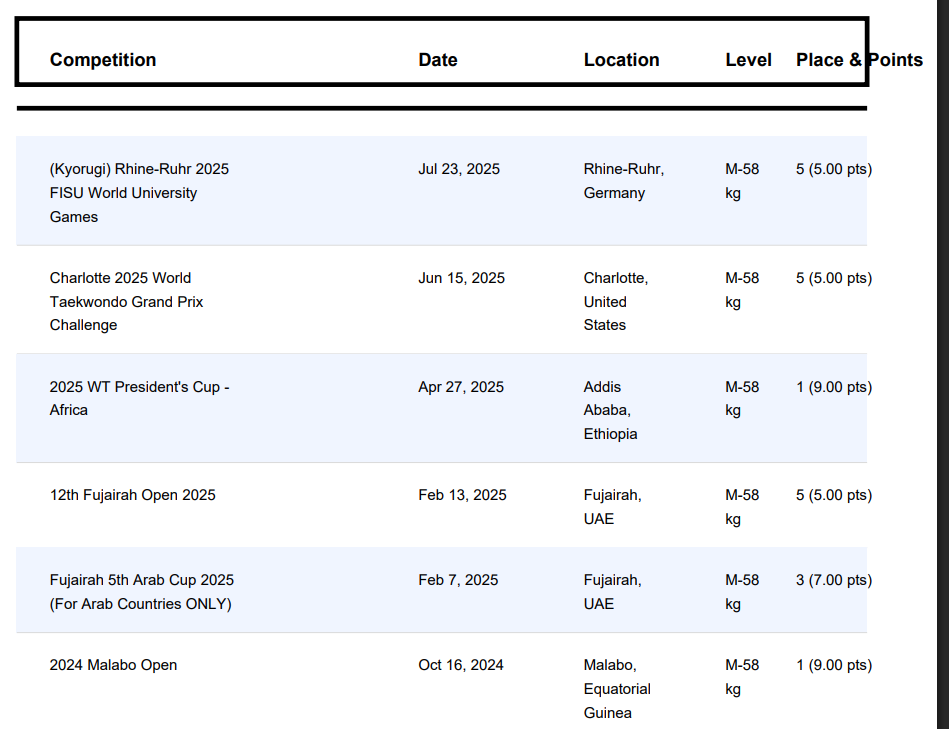 Competition Date Location Level Place & Points
(Kyorugi) Rhine-Ruhr 2025 Jul 23, 2025 Rhine-Ruhr, M-58 5 (5.00 pts)
FISU World University Germany kg
Games
Charlotte 2025 World Jun 15, 2025 Charlotte, M-58 5 (5.00 pts)
Taekwondo Grand Prix United kg
Challenge States
2025 WT President's Cup - Apr 27, 2025 Addis M-58 1 (9.00 pts)
Africa Ababa, kg
Ethiopia
12th Fujairah Open 2025 Feb 13, 2025 Fujairah, M-58 5 (5.00 pts)
UAE kg
Fujairah 5th Arab Cup 2025 Feb 7, 2025 Fujairah, M-58 3 (7.00 pts)
(For Arab Countries ONLY) UAE kg
2024 Malabo Open Oct 16, 2024 Malabo, M-58 1 (9.00 pts)
Equatorial kg
Guinea